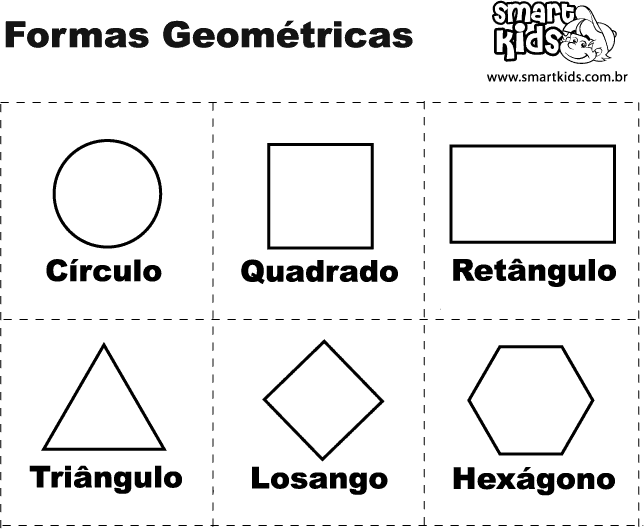 Formas Geométricas
smart
kids
www.smartkids.com.br
Círculo
Quadrado
Retângulo
Triângulo
Losango
Hexágono